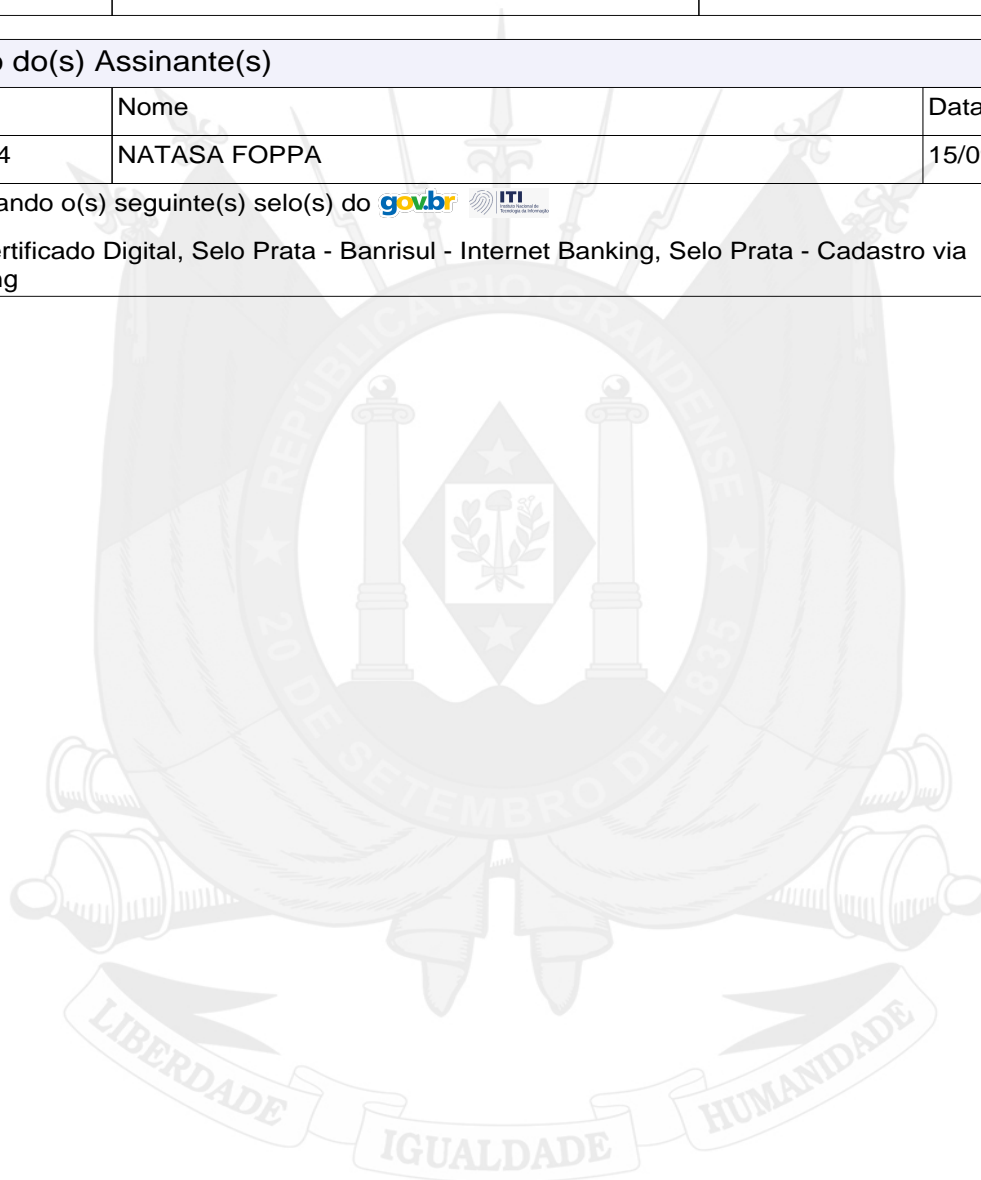 o do(s) Assinante(s)
Nome Data
4 NATASA FOPPA 15/0
ando o(s) seguinte(s) selo(s) do gov.br ITI
ertificado Digital, Selo Prata - Banrisul - Internet Banking, Selo Prata - Cadastro via
ng
REPÚBLICA RIO GRANDENSE
20 DE SETEMBRO DE 1835
LIBERDADE IGUALDADE HUMANIDADE